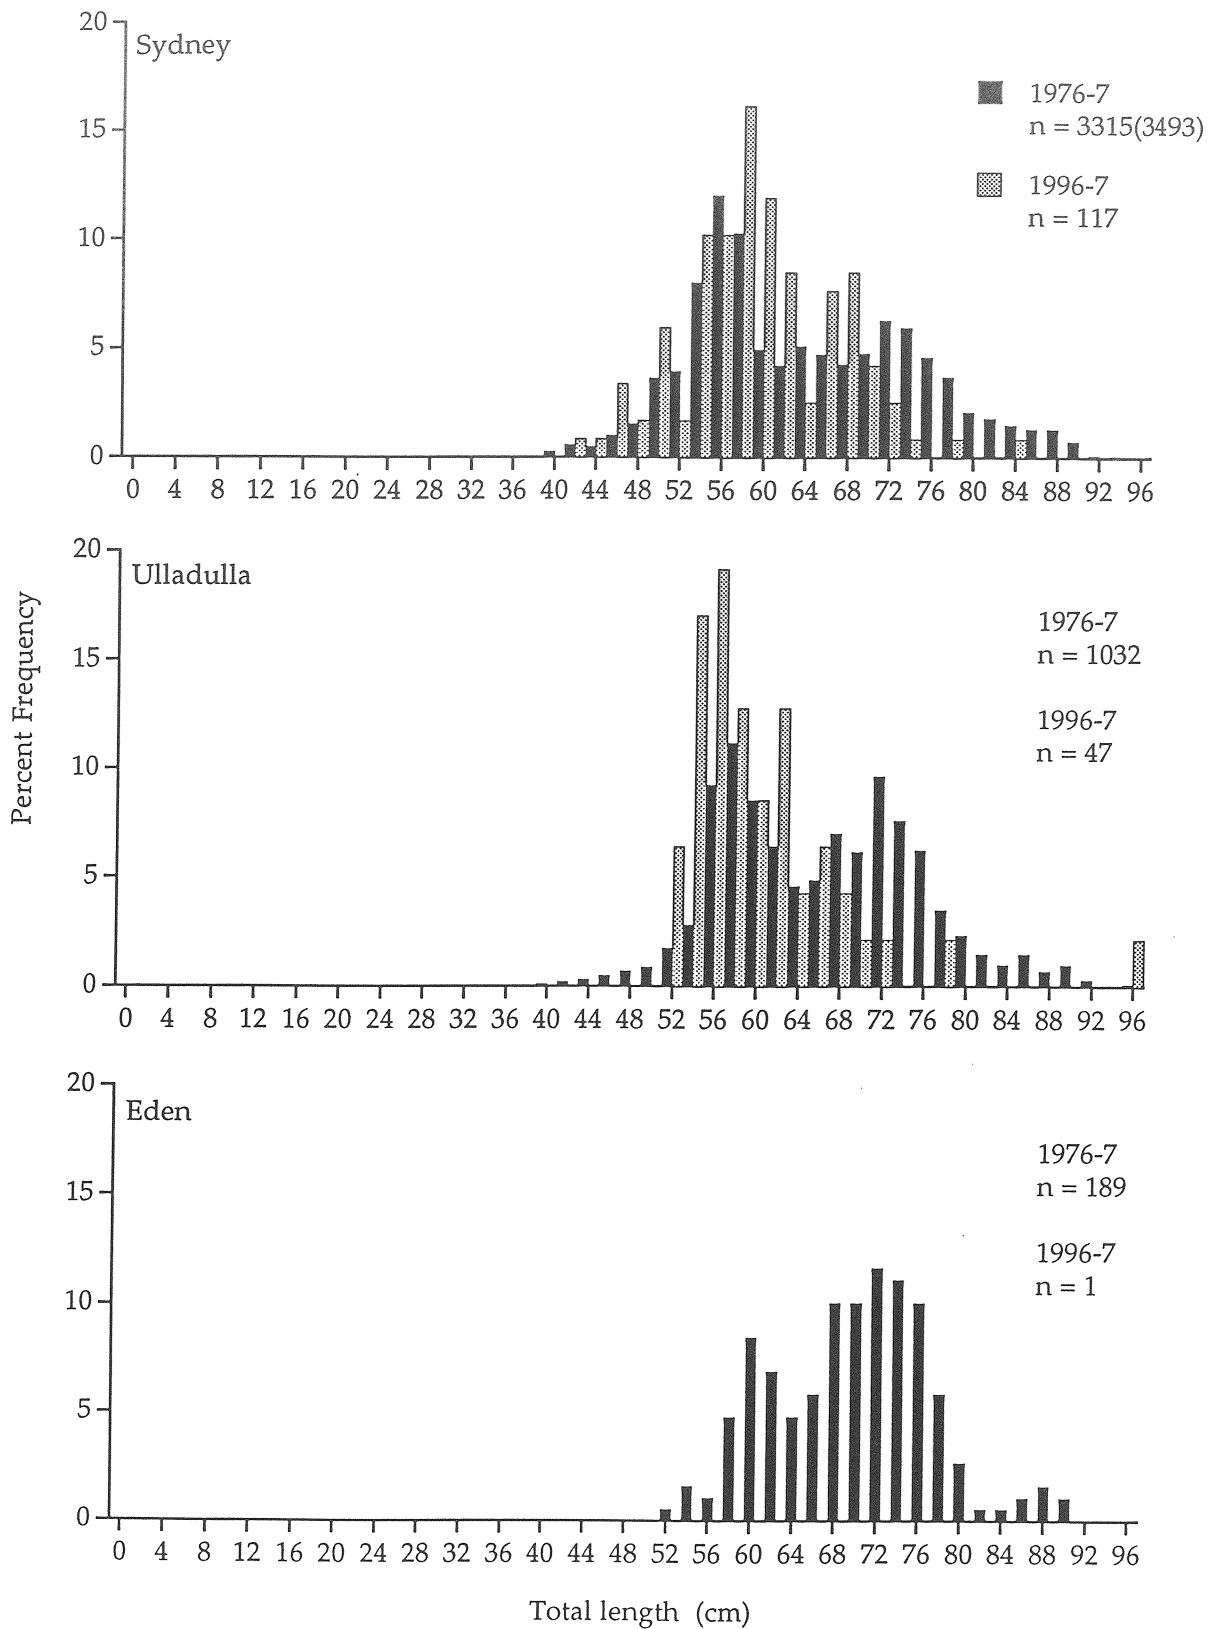 20
Sydney
1976-7
n = 3315(3493)
15
1996-7
n = 117
10
5
0
0 4 8 12 16 20 24 28 32 36 40 44 48 52 56 60 64 68 72 76 80 84 88 92 96
20
Ulladulla
1976-7
n = 1032
15
1996-7
n = 47
10
5
0
0 4 8 12 16 20 24 28 32 36 40 44 48 52 56 60 64 68 72 76 80 84 88 92 96
Percent Frequency
20
Eden
1976-7
n = 189
15
1996-7
n = 1
10
5
0
0 4 8 12 16 20 24 28 32 36 40 44 48 52 56 60 64 68 72 76 80 84 88 92 96
Total length (cm)